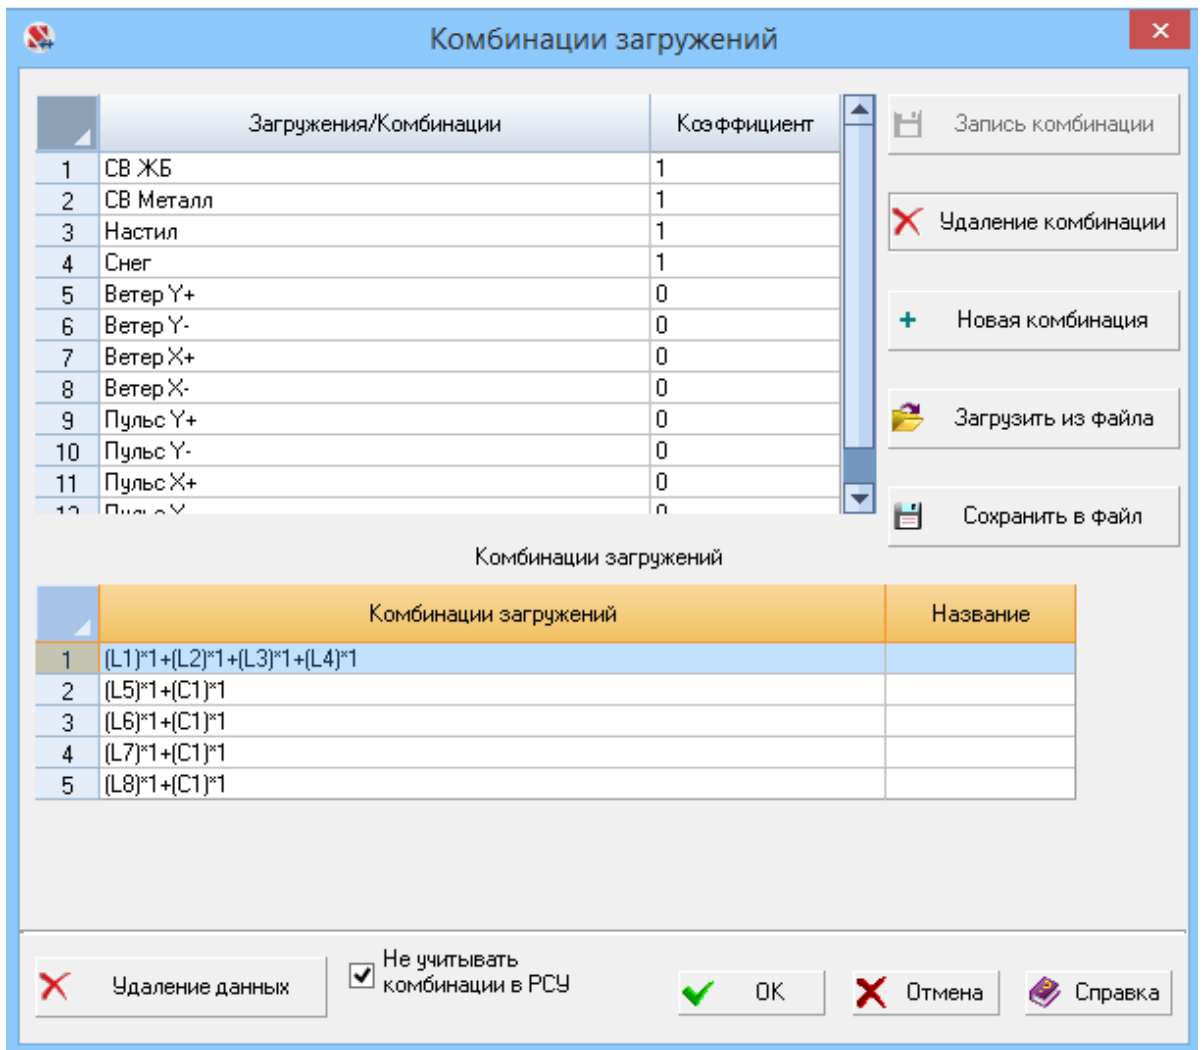 Комбинации загружений
Загружения/Комбинации Коэффициент
1 СВ ЖБ 1
2 СВ Металл 1
3 Настил 1
4 Снег 1
5 Ветер Y+ 0
6 Ветер Y- 0
7 Ветер X+ 0
8 Ветер X- 0
9 Пульс Y+ 0
10 Пульс Y- 0
11 Пульс X+ 0
Запись комбинации
Удаление комбинации
Новая комбинация
Загрузить из файла
Сохранить в файл
Комбинации загружений
Комбинации загружений Название
1 (L1)*1+(L2)*1+(L3)*1+(L4)*1
2 (L5)*1+(C1)*1
3 (L6)*1+(C1)*1
4 (L7)*1+(C1)*1
5 (L8)*1+(C1)*1
Удаление данных
Не учитывать
комбинации в РСУ
OK Отмена Справка